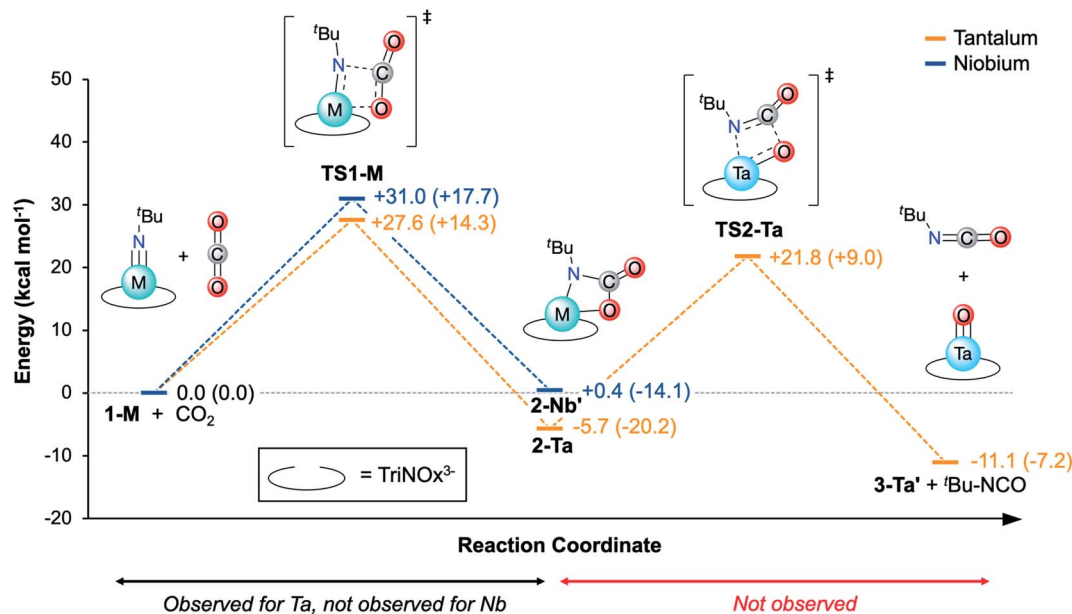 Tantalum
Niobium
Energy (kcal mol⁻¹)
50
40
30
20
10
0
-10
-20
ᵗBu
N
M
+
O
C
O
1-M + CO₂
0.0 (0.0)
ᵗBu
N
C
O
M
O
‡
TS1-M
+31.0 (+17.7)
+27.6 (+14.3)
ᵗBu
N
C
O
M
O
2-Nb'
+0.4 (-14.1)
2-Ta
-5.7 (-20.2)
ᵗBu
N
C
O
Ta
O
‡
TS2-Ta
+21.8 (+9.0)
ᵗBu
N=C=O
+
O
Ta
-11.1 (-7.2)
3-Ta' + ᵗBu-NCO
= TriNOx³⁻
Reaction Coordinate
Observed for Ta, not observed for Nb
Not observed